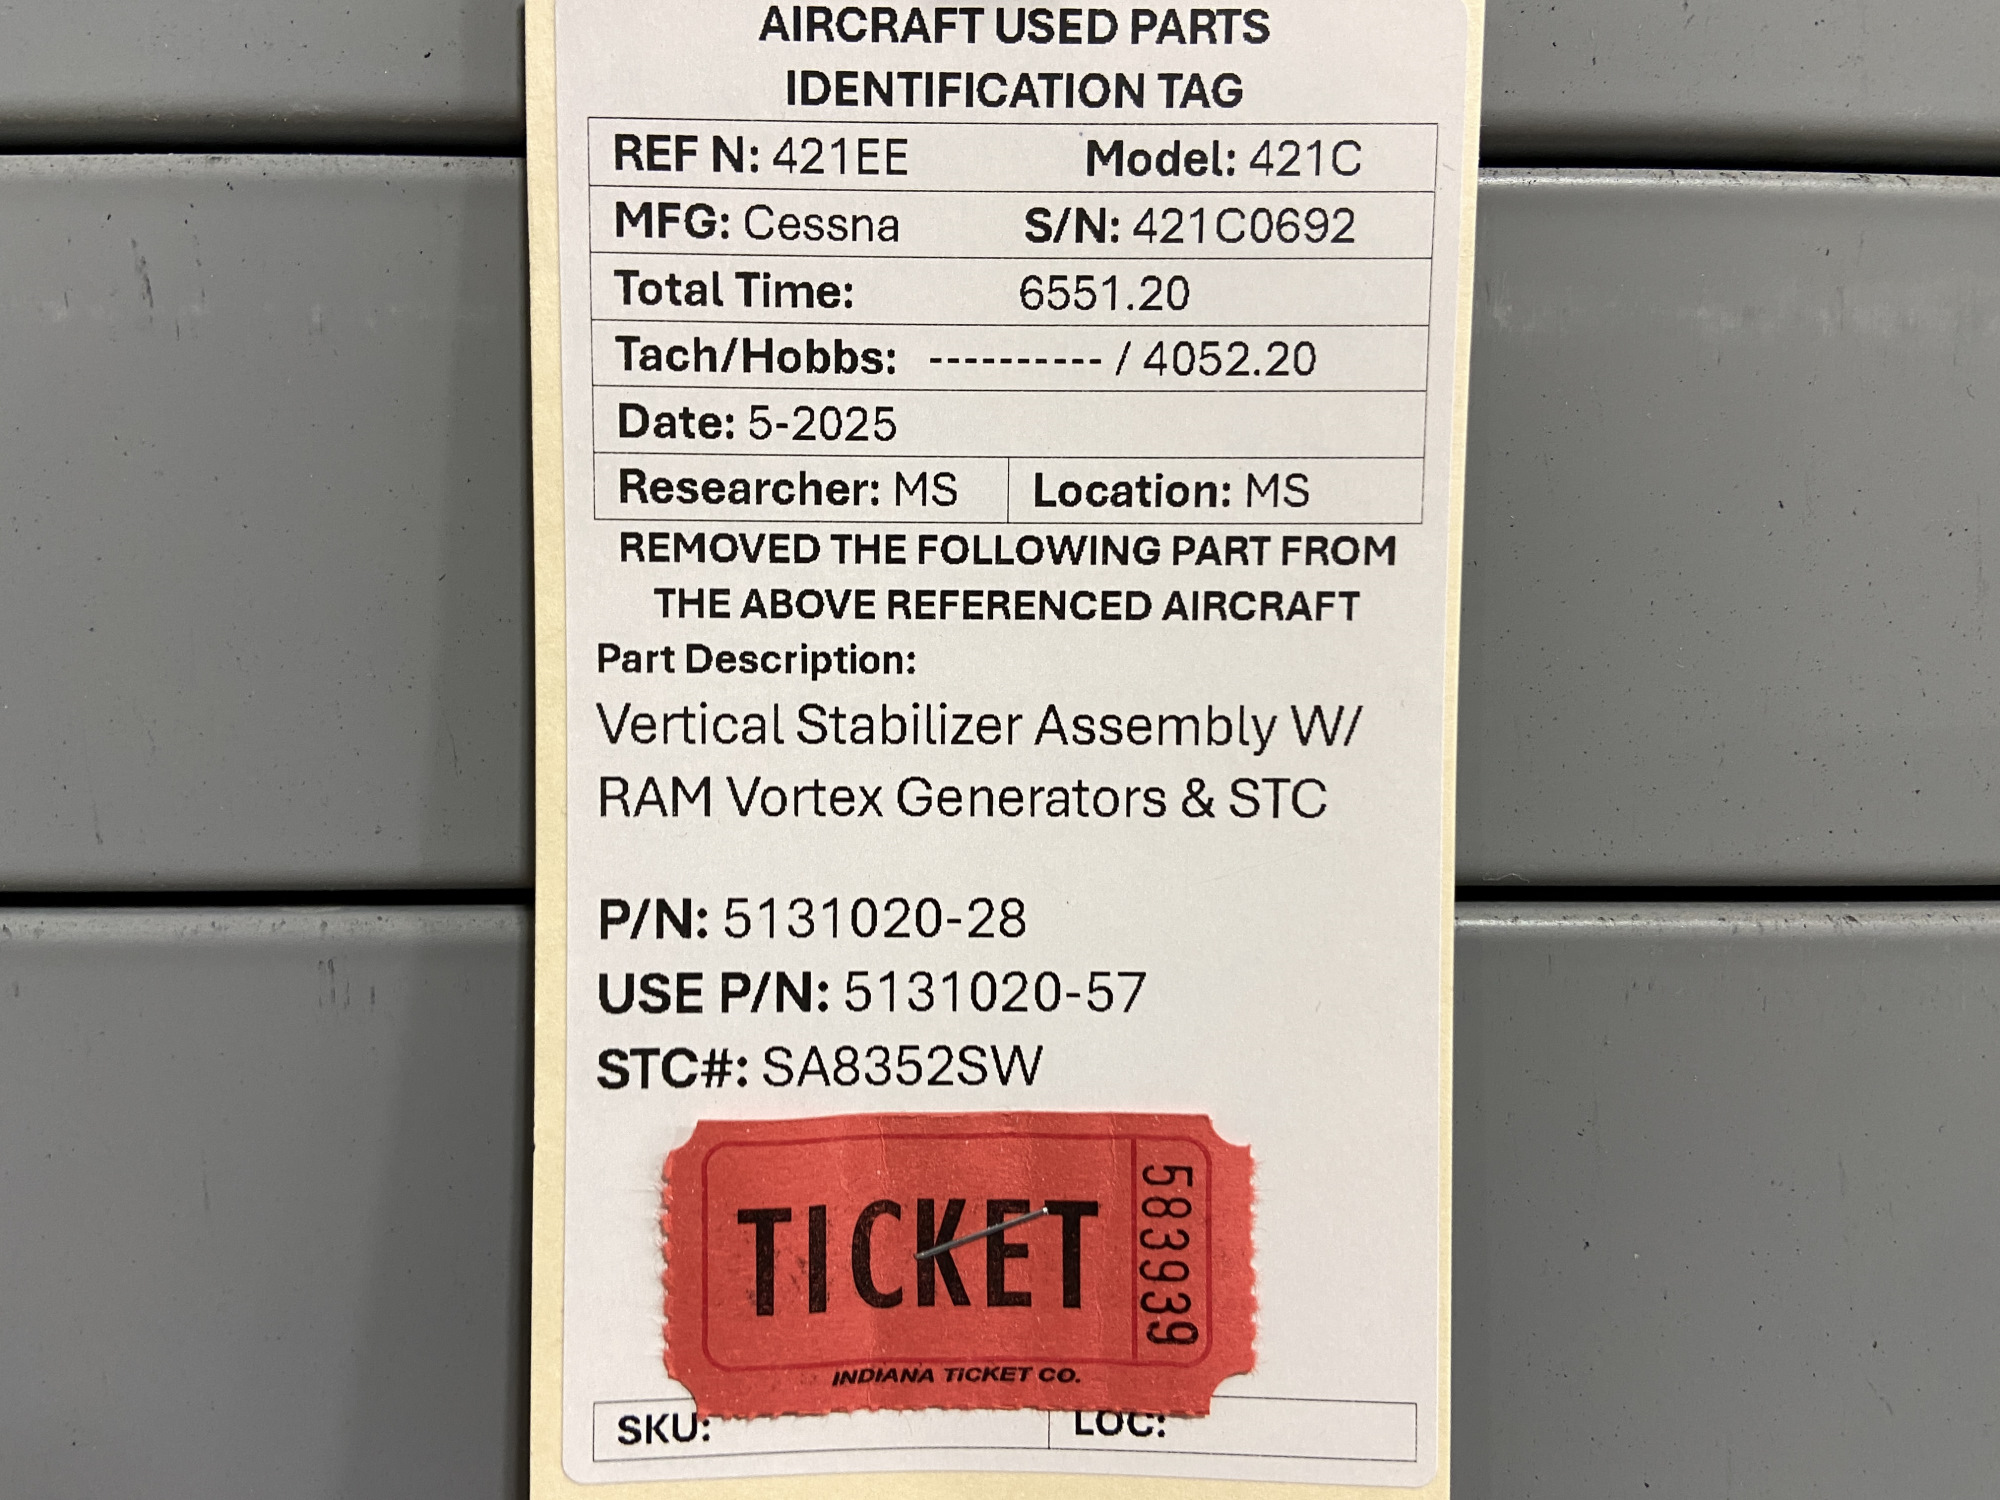 AIRCRAFT USED PARTS
IDENTIFICATION TAG
REF N: 421EE Model: 421C
MFG: Cessna S/N: 421C0692
Total Time: 6551.20
Tach/Hobbs: ---------- / 4052.20
Date: 5-2025
Researcher: MS Location: MS
REMOVED THE FOLLOWING PART FROM
THE ABOVE REFERENCED AIRCRAFT
Part Description:
Vertical Stabilizer Assembly W/
RAM Vortex Generators & STC
P/N: 5131020-28
USE P/N: 5131020-57
STC#: SA8352SW
TICKET
583939
INDIANA TICKET CO.
SKU: LOC: